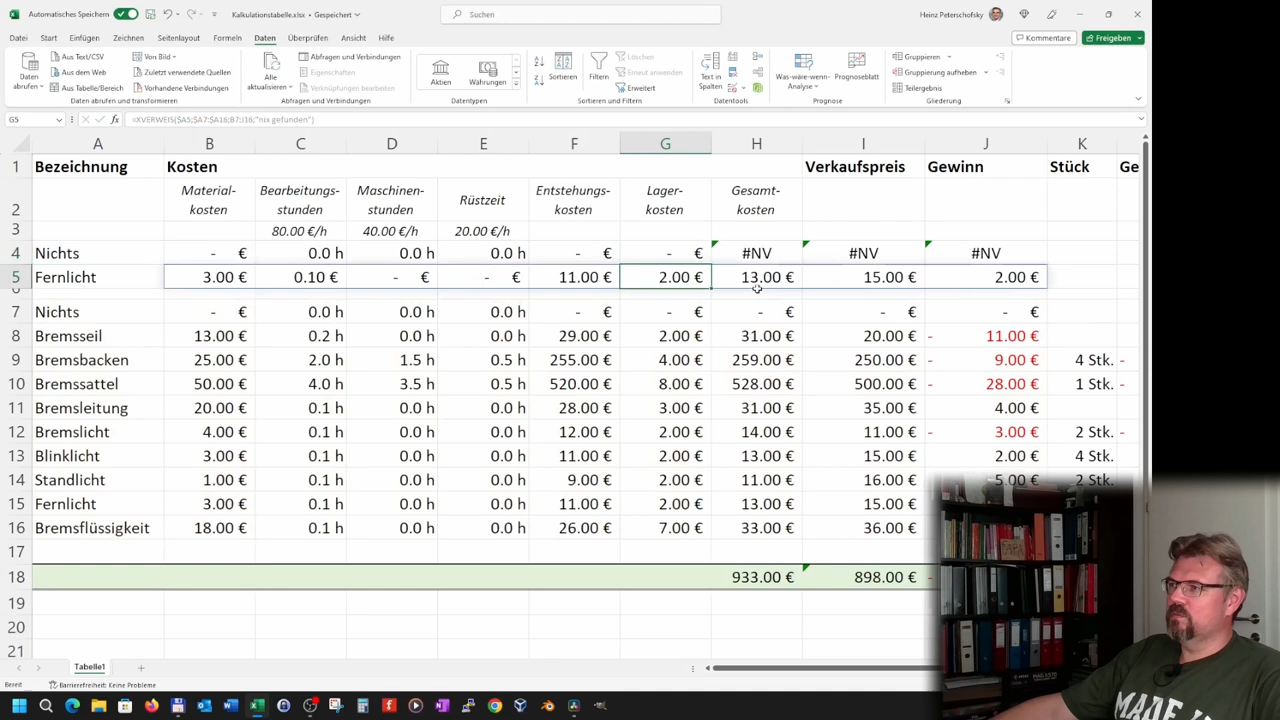 Automatisches Speichern
Kalkulationstabelle.xlsx • Gespeichert
Suchen
Heinz Peterschofsky
Datei Start Einfügen Zeichnen Seitenlayout Formeln Daten Überprüfen Ansicht Hilfe
Kommentare
Freigeben
Daten abrufen
Aus Text/CSV
Aus dem Web
Aus Tabelle/Bereich
Von Bild
Zuletzt verwendete Quellen
Vorhandene Verbindungen
Daten abrufen und transformieren
Alle aktualisieren
Abfragen und Verbindungen
Eigenschaften
Verknüpfungen bearbeiten
Abfragen und Verbindungen
Aktien
Währungen
Datentypen
Sortieren
Filtern
Löschen
Erneut anwenden
Erweitert
Sortieren und Filtern
Text in Spalten
Datentools
Was-wäre-wenn-Analyse
Prognoseblatt
Prognose
Gruppieren
Gruppierung aufheben
Teilergebnis
Gliederung
G5
=XVERWEIS($A5;$A7:$A16;B7:J16;"nix gefunden")
A B C D E F G H I J K L
1 Bezeichnung Kosten Verkaufspreis Gewinn Stück Ge
2 Material-kosten Bearbeitungs-stunden Maschinen-stunden Rüstzeit Entstehungs-kosten Lager-kosten Gesamt-kosten
3 80.00 €/h 40.00 €/h 20.00 €/h
4 Nichts - € 0.0 h 0.0 h 0.0 h - € - € #NV #NV #NV
5 Fernlicht 3.00 € 0.10 € - € - € 11.00 € 2.00 € 13.00 € 15.00 € 2.00 €
6
7 Nichts - € 0.0 h 0.0 h 0.0 h - € - € - € - € - €
8 Bremsseil 13.00 € 0.2 h 0.0 h 0.0 h 29.00 € 2.00 € 31.00 € 20.00 € - 11.00 €
9 Bremsbacken 25.00 € 2.0 h 1.5 h 0.5 h 255.00 € 4.00 € 259.00 € 250.00 € - 9.00 € 4 Stk. -
10 Bremssattel 50.00 € 4.0 h 3.5 h 0.5 h 520.00 € 8.00 € 528.00 € 500.00 € - 28.00 € 1 Stk. -
11 Bremsleitung 20.00 € 0.1 h 0.0 h 0.0 h 28.00 € 3.00 € 31.00 € 35.00 € 4.00 €
12 Bremslicht 4.00 € 0.1 h 0.0 h 0.0 h 12.00 € 2.00 € 14.00 € 11.00 € - 3.00 € 2 Stk. -
13 Blinklicht 3.00 € 0.1 h 0.0 h 0.0 h 11.00 € 2.00 € 13.00 € 15.00 € 2.00 € 4 Stk.
14 Standlicht 1.00 € 0.1 h 0.0 h 0.0 h 9.00 € 2.00 € 11.00 € 16.00 € 5.00 € 2 Stk.
15 Fernlicht 3.00 € 0.1 h 0.0 h 0.0 h 11.00 € 2.00 € 13.00 € 15.00 €
16 Bremsflüssigkeit 18.00 € 0.1 h 0.0 h 0.0 h 26.00 € 7.00 € 33.00 € 36.00 €
17
18 933.00 € 898.00 € -
19
20
21
Tabelle1
Bereit
Barrierefreiheit: Keine Probleme
MADE